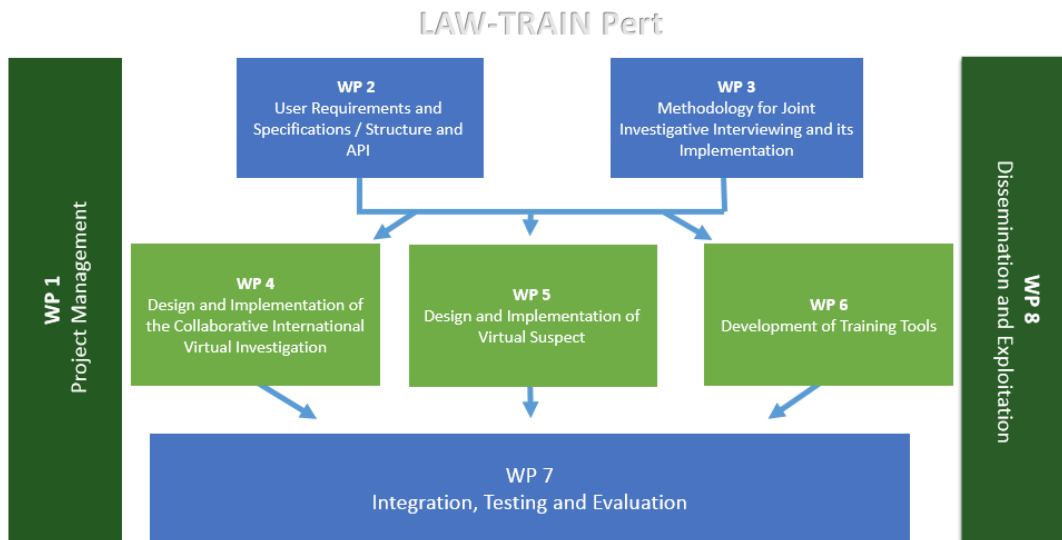 LAW-TRAIN Pert
WP 1
Project Management
WP 2
User Requirements and
Specifications / Structure and
API
WP 3
Methodology for Joint
Investigative Interviewing and its
Implementation
WP 4
Design and Implementation of
the Collaborative International
Virtual Investigation
WP 5
Design and Implementation of
Virtual Suspect
WP 6
Development of Training Tools
WP 7
Integration, Testing and Evaluation
WP 8
Dissemination and Exploitation